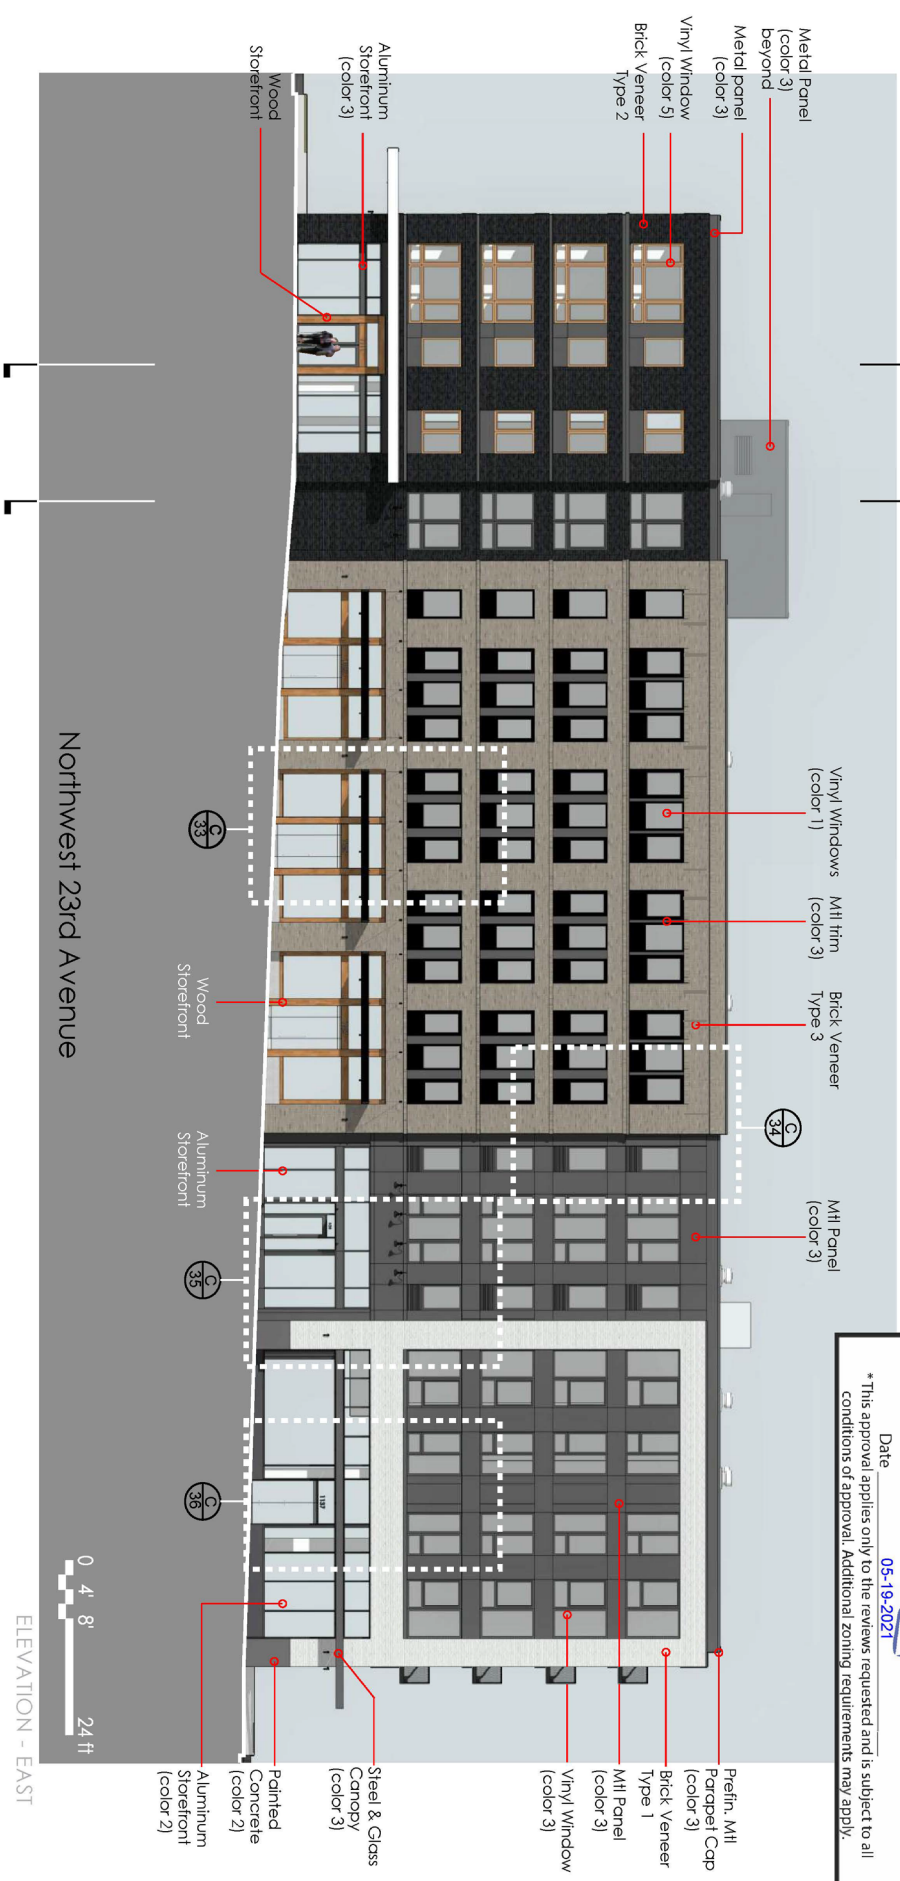 Metal Panel
(color 3)
beyond
Metal panel
(color 3)
Vinyl Window
(color 5)
Brick Veneer
Type 2
Aluminum
Storefront
(color 3)
Wood
Storefront
Vinyl Windows
(color 1)
Mtl trim
(color 3)
Brick Veneer
Type 3
C
34
Mtl Panel
(color 3)
Date 05-19-2021
* This approval applies only to the reviews requested and is subject to all
conditions of approval. Additional zoning requirements may apply.
Prefin. Mtl
Parapet Cap
(color 3)
Brick Veneer
Type 1
Mtl Panel
(color 3)
Vinyl Window
(color 3)
Steel & Glass
Canopy
(color 3)
Painted
Concrete
(color 2)
Aluminum
Storefront
(color 2)
1137
C
33
Wood
Storefront
Aluminum
Storefront
C
35
C
36
Northwest 23rd Avenue
0 4' 8' 24 ft
ELEVATION - EAST